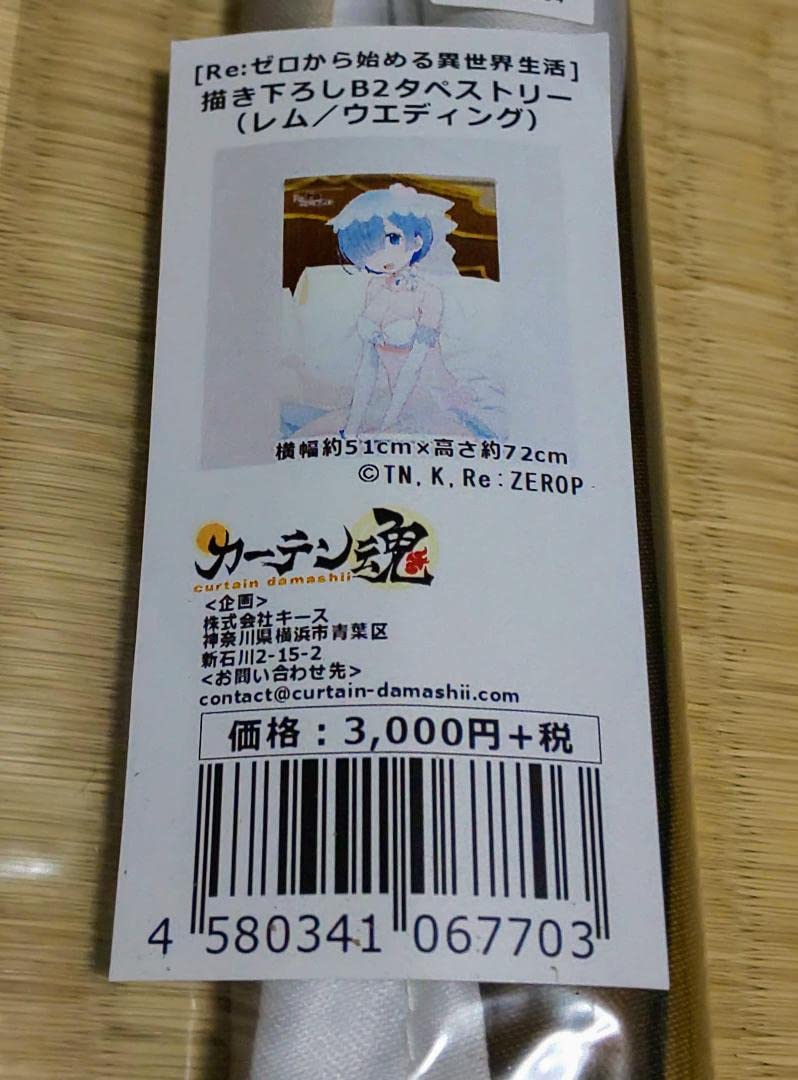 [Re:ゼロから始める異世界生活]
描き下ろしB2タペストリー
(レム／ウエディング)
横幅約51cm×高さ約72cm
©TN, K, Re:ZEROP
カーテン魂
curtain damashii
<企画>
株式会社キース
神奈川県横浜市青葉区
新石川2-15-2
<お問い合わせ先>
contact@curtain-damashii.com
価格：3,000円＋税
4 580341 067703